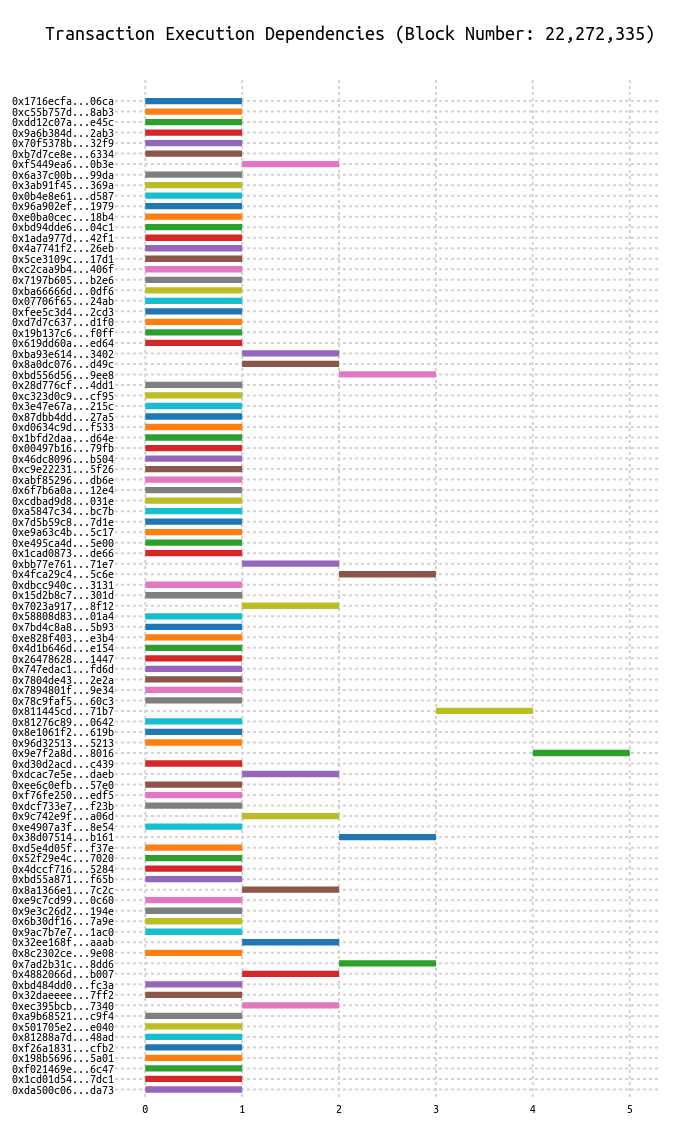 Transaction Execution Dependencies (Block Number: 22,272,335)
0x1716ecfa...06ca
0xc55b757d...8ab3
0xdd12c07a...e45c
0x9a6b384d...2ab3
0x70f5378b...32f9
0xb7d7ce8e...6334
0xf5449ea6...0b3e
0x6a37c00b...99da
0x3ab91f45...369a
0x0b4e8e61...d587
0x96a902ef...1979
0xe0ba0cec...18b4
0xbd94dde6...04c1
0x1ada977d...42f1
0x4a7741f2...26eb
0x5ce3109c...17d1
0xc2caa9b4...406f
0x7197b605...b2e6
0xba66666d...0df6
0x07706f65...24ab
0xfee5c3d4...2cd3
0xd7d7c637...d1f0
0x19b137c6...f0ff
0x619dd60a...ed64
0xba93e614...3402
0x8a0dc076...d49c
0xbd556d56...9ee8
0x28d776cf...4dd1
0xc323d0c9...cf95
0x3e47e67a...215c
0x87dbb4dd...27a5
0xd0634c9d...f533
0x1bfd2daa...d64e
0x00497b16...79fb
0x46dc8096...b504
0xc9e22231...5f26
0xabf85296...db6e
0x6f7b6a0a...12e4
0xcdbad9d8...031e
0xa5847c34...bc7b
0x7d5b59c8...7d1e
0xe9a63c4b...5c17
0xe495ca4d...5e00
0x1cad0873...de66
0xbb77e761...71e7
0x4fca29c4...5c6e
0xdbcc940c...3131
0x15d2b8c7...301d
0x7023a917...8f12
0x58808d83...01a4
0x7bd4c8a8...5b93
0xe828f403...e3b4
0x4d1b646d...e154
0x26478628...1447
0x747edac1...fd6d
0x7804de43...2e2a
0x7894801f...9e34
0x78c9faf5...60c3
0x811445cd...71b7
0x81276c89...0642
0x8e1061f2...619b
0x96d32513...5213
0x9e7f2a8d...8016
0xd30d2acd...c439
0xdcac7e5e...daeb
0xee6c0efb...57e0
0xf76fe250...edf5
0xdcf733e7...f23b
0x9c742e9f...a06d
0xe4907a3f...8e54
0x38d07514...b161
0xd5e4d05f...f37e
0x52f29e4c...7020
0x4dccf716...5284
0xbd55a871...f65b
0x8a1366e1...7c2c
0xe9c7cd99...0c60
0x9e3c26d2...194e
0x6b30df16...7a9e
0x9ac7b7e7...1ac0
0x32ee168f...aaab
0x8c2302ce...9e08
0x7ad2b31c...8dd6
0x4882066d...b007
0xbd484dd0...fc3a
0x32daeeee...7ff2
0xec395bcb...7340
0xa9b68521...c9f4
0x501705e2...e040
0x81288a7d...48ad
0xf26a1831...cfb2
0x198b5696...5a01
0xf021469e...6c47
0x1cd01d54...7dc1
0xda500c06...da73
0 1 2 3 4 5